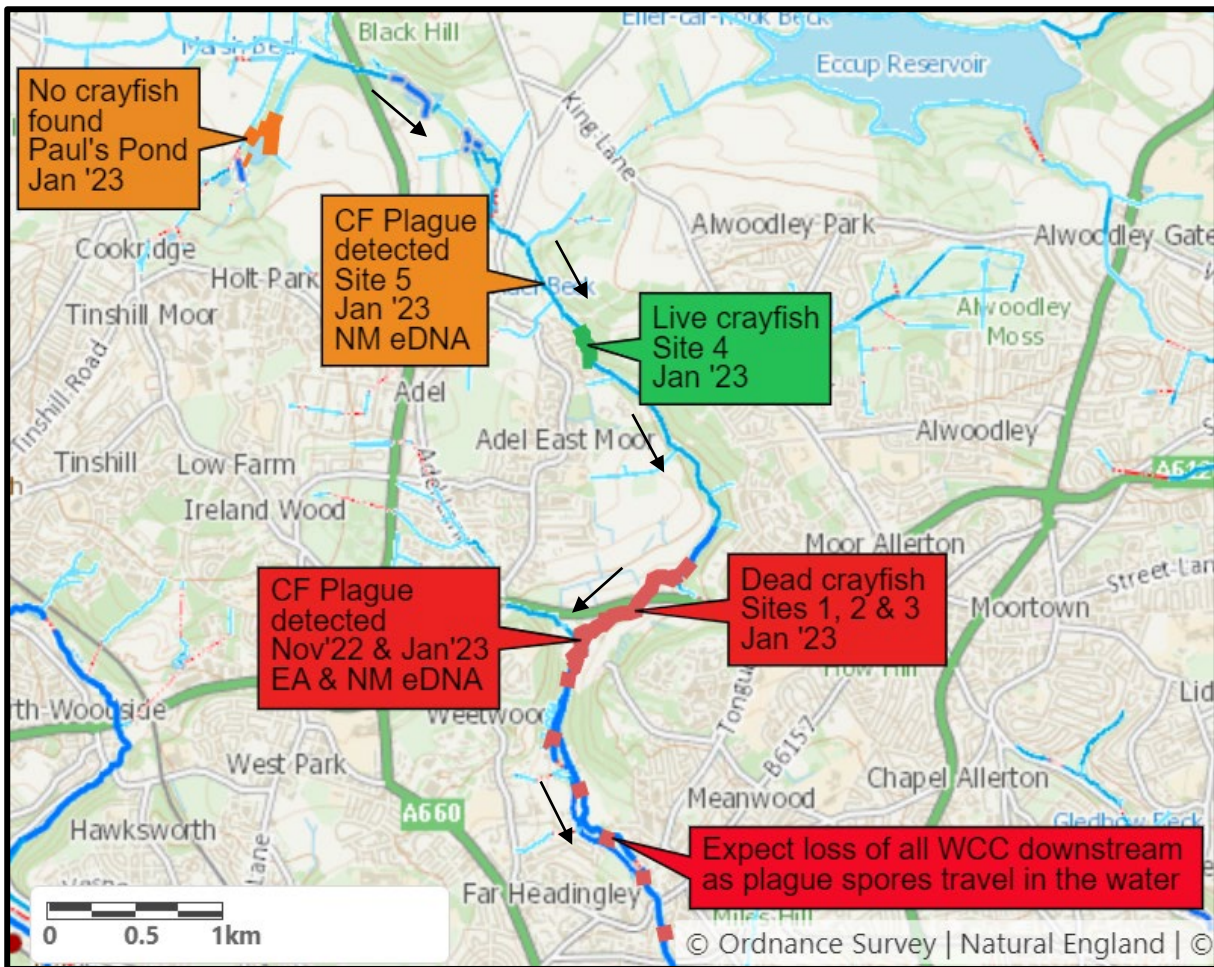 Black Hill
Eccup Reservoir
No crayfish
found
Paul's Pond
Jan '23
King Lane
CF Plague
detected
Site 5
Jan '23
NM eDNA
Alwoodley Park
Alwoodley Gate
Cookridge
Holt Park
Tinshill Moor
Live crayfish
Site 4
Jan '23
Alwoodley
Moss
Adel
Tinshill Road
Adel East Moor
Alwoodley
Tinshill
Low Farm
Ireland Wood
Moor Allerton
CF Plague
detected
Nov'22 & Jan'23
EA & NM eDNA
Dead crayfish
Sites 1, 2 & 3
Jan '23
Moortown
Weetwood
West Park
B6157
Chapel Allerton
Meanwood
A660
Hawksworth
Lane
Gledhow Beck
Expect loss of all WCC downstream
as plague spores travel in the water
Far Headingley
Miles Hill
0 0.5 1km
© Ordnance Survey | Natural England | ©